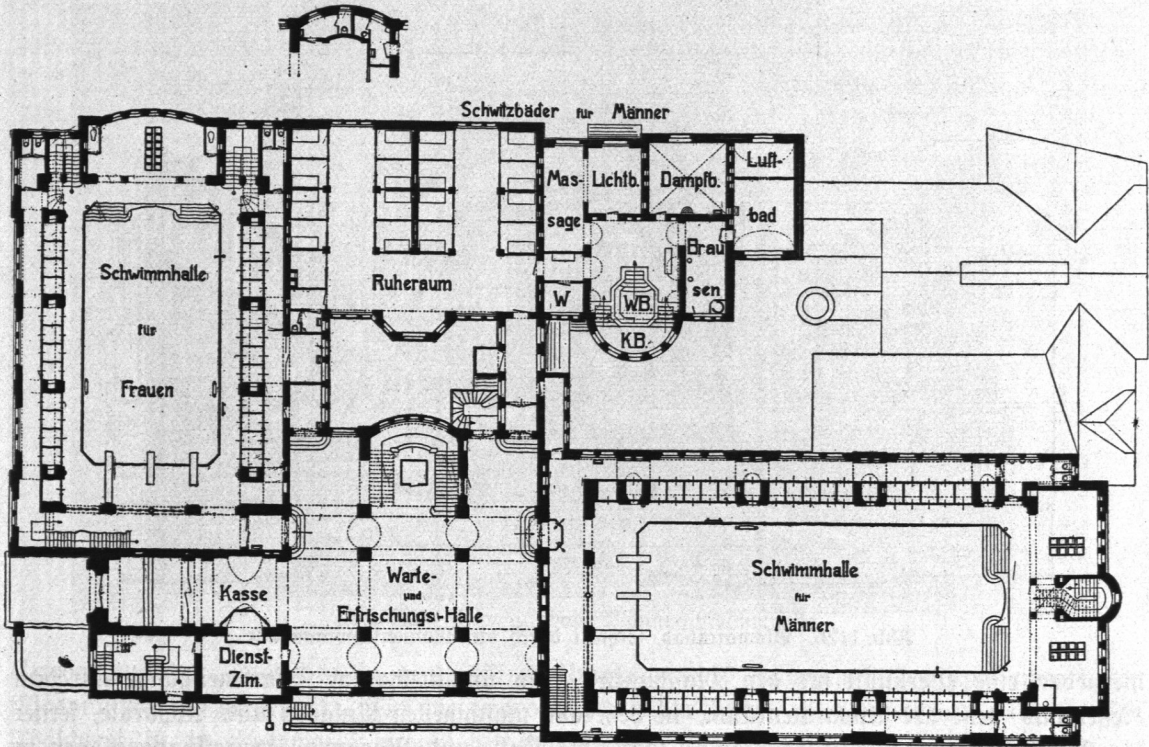 Schwitzbäder für Männer
Mas-
sage
Lichtb.
Dampfb.
Luft-
bad
Brau
sen
W
WB.
KB.
Ruheraum
Schwimmhalle
für
Frauen
Kasse
Warte-
und
Erfrischungs-Halle
Dienst-
Zim.
Schwimmhalle
für
Männer